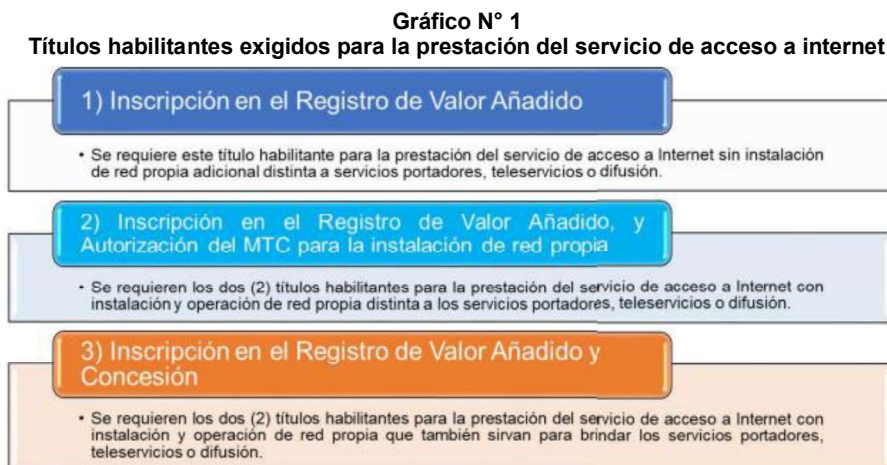 Gráfico N° 1
Títulos habilitantes exigidos para la prestación del servicio de acceso a internet
1) Inscripción en el Registro de Valor Añadido
• Se requiere este título habilitante para la prestación del servicio de acceso a Internet sin instalación
de red propia adicional distinta a servicios portadores, teleservicios o difusión.
2) Inscripción en el Registro de Valor Añadido, y
Autorización del MTC para la instalación de red propia
• Se requieren los dos (2) títulos habilitantes para la prestación del servicio de acceso a Internet con
instalación y operación de red propia distinta a los servicios portadores, teleservicios o difusión.
3) Inscripción en el Registro de Valor Añadido y
Concesión
• Se requieren los dos (2) títulos habilitantes para la prestación del servicio de acceso a Internet con
instalación y operación de red propia que también sirvan para brindar los servicios portadores,
teleservicios o difusión.